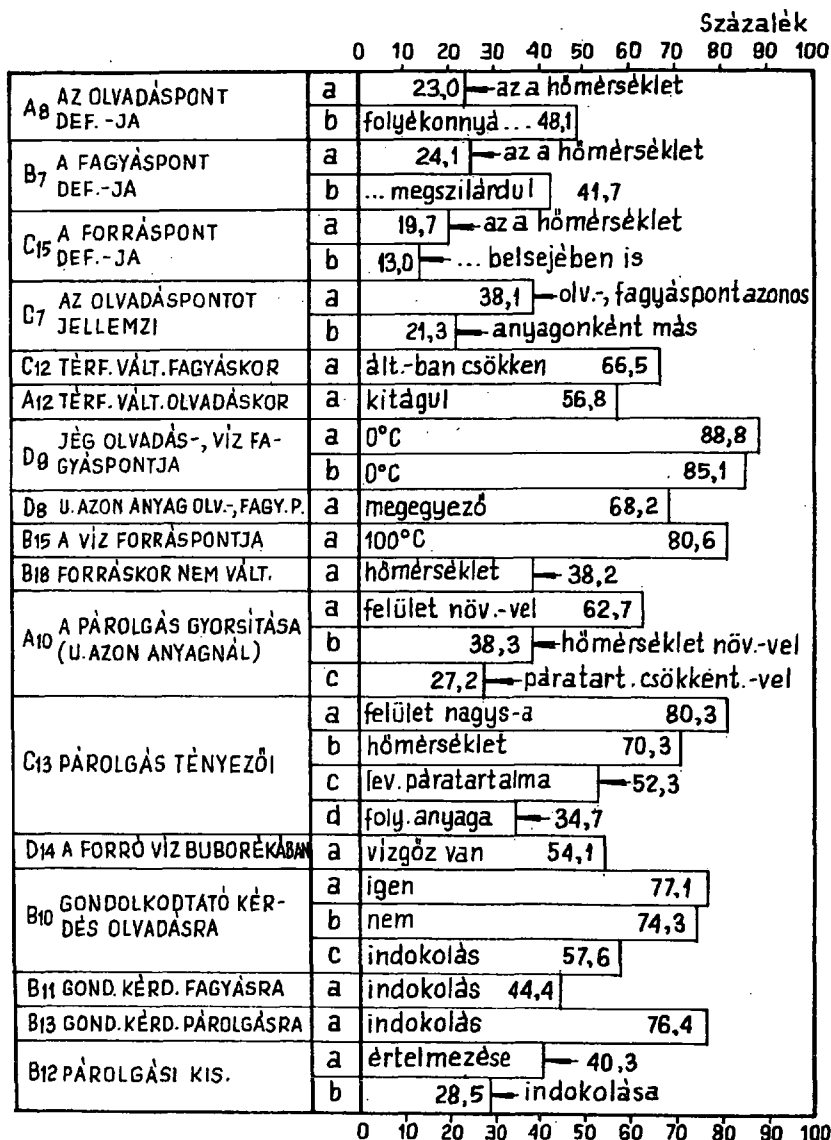 Százalék
0 10 20 30 40 50 60 70 80 90 100
A8 AZ OLVADÁSPONT DEF.-JA
a 23,0 az a hőmérséklet
b folyékonnyá... 48,1
B7 A FAGYÁSPONT DEF.-JA
a 24,1 az a hőmérséklet
b ...megszilárdul 41,7
C15 A FORRÁSPONT DEF.-JA
a 19,7 az a hőmérséklet
b 13,0 ... belsejében is
C7 AZ OLVADÁSPONTOT JELLEMZI
a 38,1 olv.-, fagyáspont azonos
b 21,3 anyagonként más
C12 TÉRF. VÁLT. FAGYÁSKOR a ált.-ban csökken 66,5
A12 TÉRF. VÁLT. OLVADÁSKOR a kitágul 56,8
D9 JÉG OLVADÁS-, VÍZ FA-
GYÁSPONTJA
a 0°C 88,8
b 0°C 85,1
D8 U.AZON ANYAG OLV.-, FAGY.P. a megegyező 68,2
B15 A VÍZ FORRÁSPONTJA a 100°C 80,6
B18 FORRÁSKOR NEM VÁLT. a hőmérséklet 38,2
A10 A PÁROLGÁS GYORSÍTÁSA
(U.AZON ANYAGNÁL)
a felület növ.-vel 62,7
b 38,3 hőmérséklet növ.-vel
c 27,2 páratart. csökként.-vel
C13 PÁROLGÁS TÉNYEZŐI
a felület nagys-a 80,3
b hőmérséklet 70,3
c lev. páratartalma 52,3
d foly. anyaga 34,7
D14 A FORRÓ VÍZ BUBORÉKÁBAN a vízgőz van 54,1
B10 GONDOLKODTATÓ KÉR-
DÉS OLVADÁSRA
a igen 77,1
b nem 74,3
c indokolás 57,6
B11 GOND. KÉRD. FAGYÁSRA a indokolás 44,4
B13 GOND. KÉRD. PÁROLGÁSRA a indokolás 76,4
B12 PÁROLGÁSI KIS.
a értelmezése 40,3
b 28,5 indokolása
0 10 20 30 40 50 60 70 80 90 100